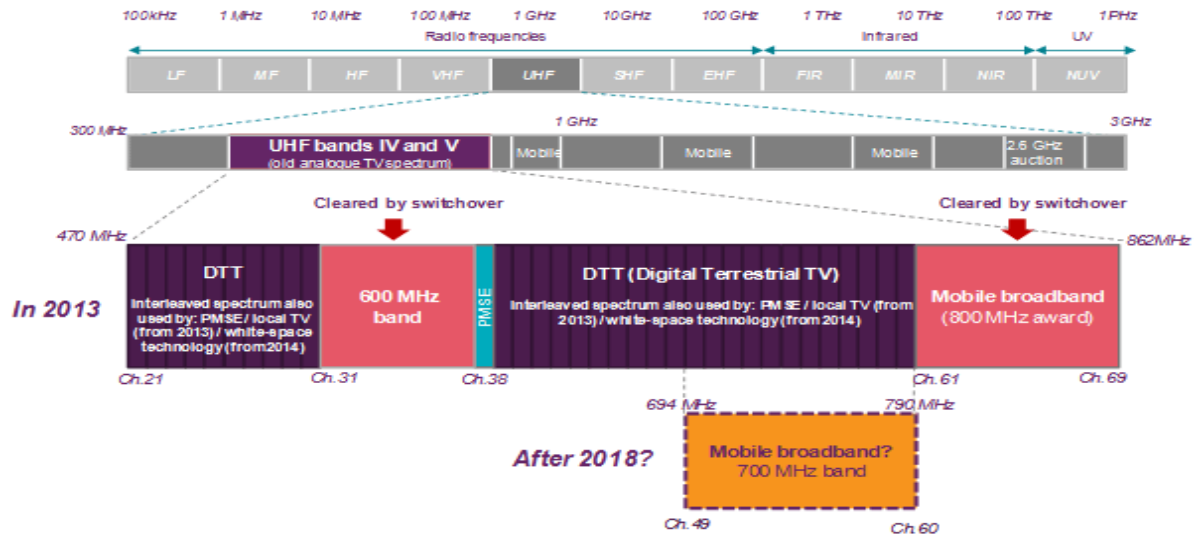 100kHz 1 MHz 10 MHz 100 MHz 1 GHz 10GHz 100 GHz 1 THz 10 THz 100 THz 1PHz
Radio frequencies Infrared UV
LF MF HF VHF UHF SHF EHF FIR MIR NIR NUV
300 MHz 1 GHz 3GHz
UHF bands IV and V
(old analogue TV spectrum)
Mobile Mobile Mobile
2.6 GHz
auction
Cleared by switchover Cleared by switchover
470 MHz 862MHz
In 2013
DTT
Interleaved spectrum also
used by: PMSE / local TV
(from 2013) / white-space
technology (from2014)
600 MHz
band
PMSE
DTT (Digital Terrestrial TV)
Interleaved spectrum also used by: PMSE / local TV (from
2013) / white-space technology (from 2014)
Mobile broadband
(800 MHz award)
Ch.21 Ch.31 Ch.38 Ch.61 Ch.69
694 MHz 790 MHz
After 2018?
Mobile broadband?
700 MHz band
Ch.49 Ch.60